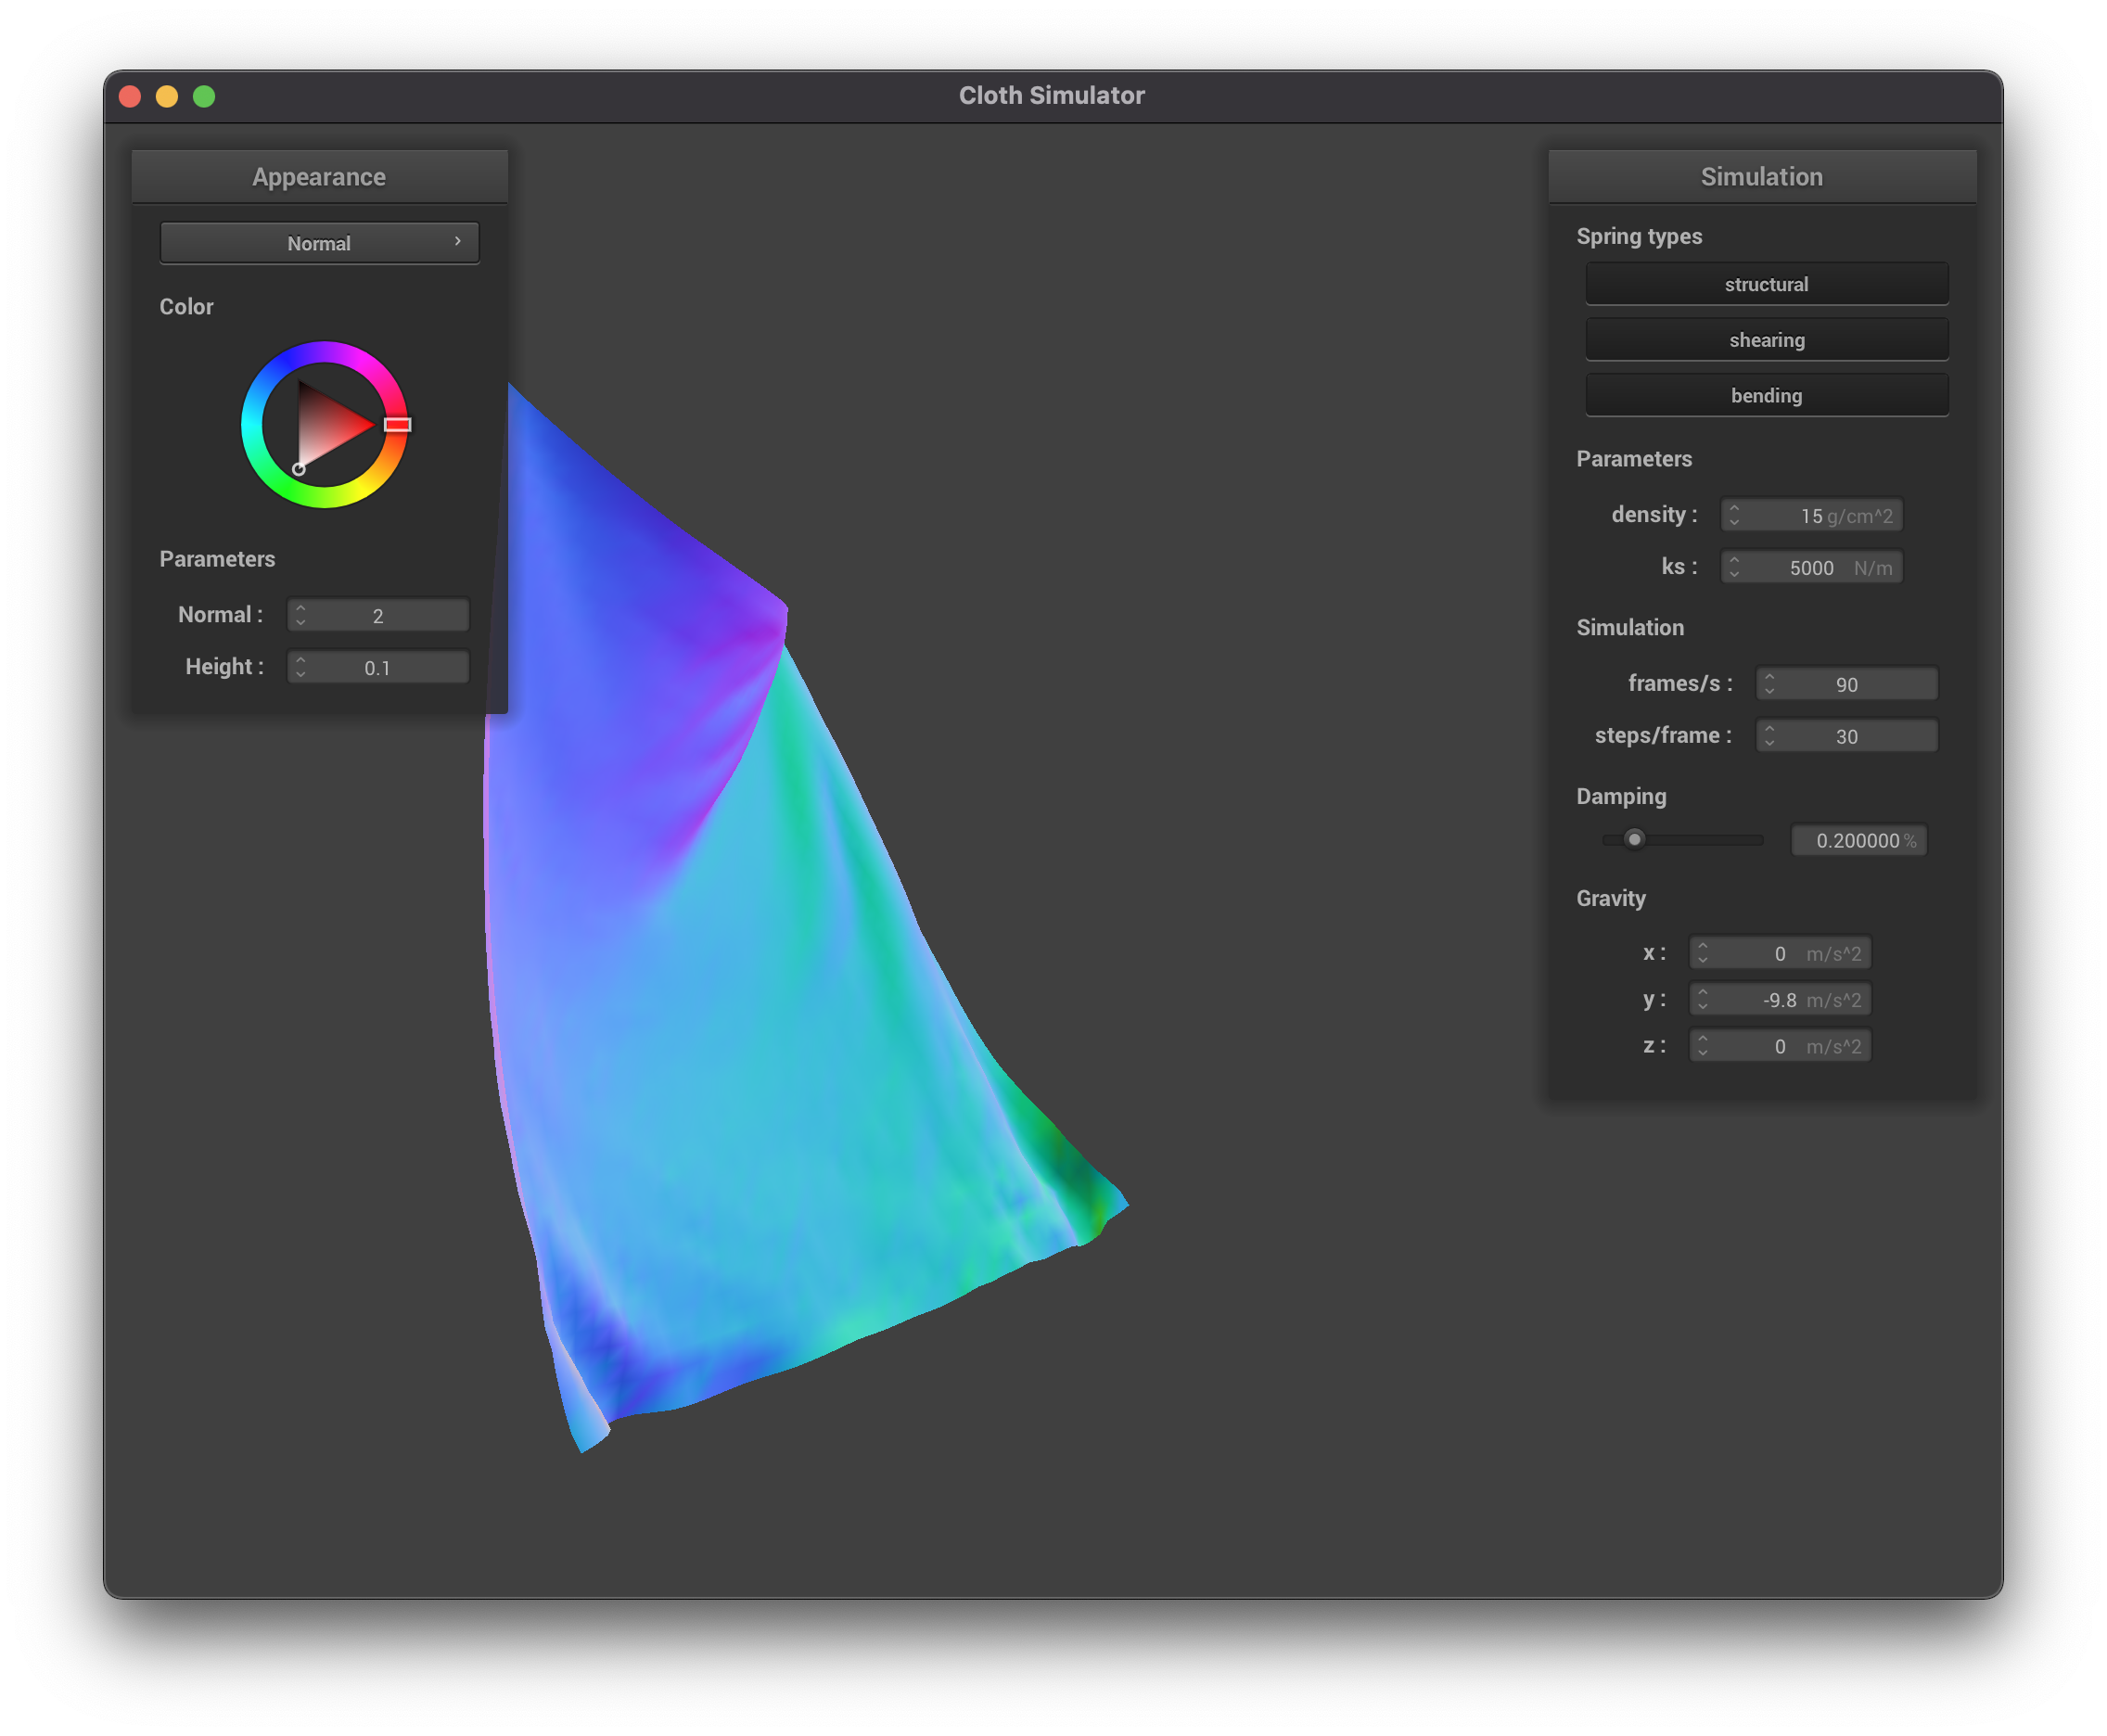 Cloth Simulator
Appearance
Normal
Color
Parameters
Normal : 2
Height : 0.1
Simulation
Spring types
structural
shearing
bending
Parameters
density : 15 g/cm^2
ks : 5000 N/m
Simulation
frames/s : 90
steps/frame : 30
Damping
0.200000 %
Gravity
x : 0 m/s^2
y : -9.8 m/s^2
z : 0 m/s^2